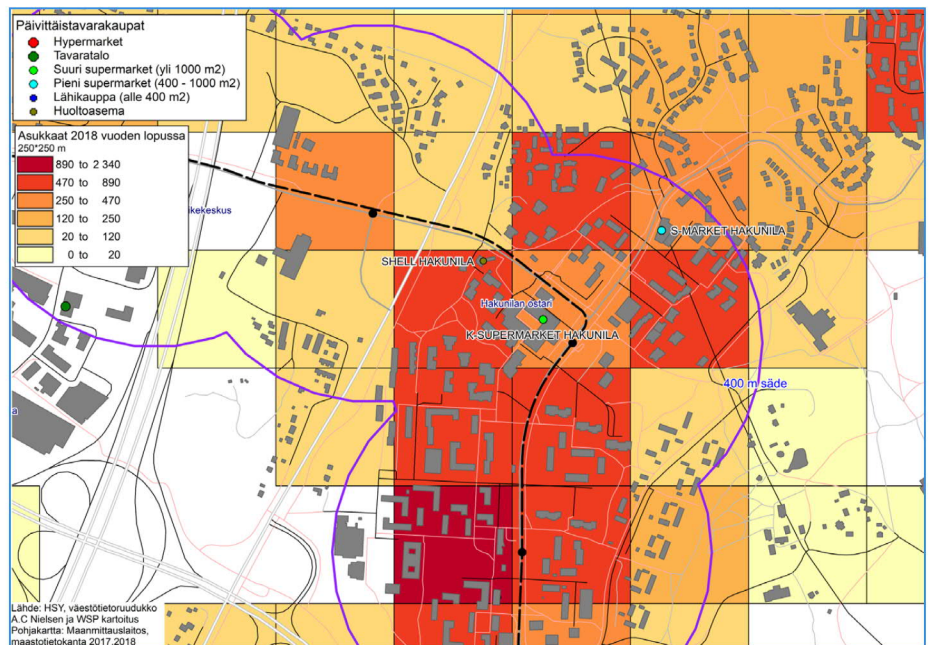 Päivittäistavarakaupat
Hypermarket
Tavaratalo
Suuri supermarket (yli 1000 m2)
Pieni supermarket (400 - 1000 m2)
Lähikauppa (alle 400 m2)
Huoltoasema
Asukkaat 2018 vuoden lopussa
250*250 m
890 to 2 340
470 to 890
250 to 470
120 to 250
20 to 120
0 to 20
ikekeskus
S-MARKET HAKUNILA
SHELL HAKUNILA
Hakunilan ostari
K-SUPERMARKET HAKUNILA
400 m säde
a
Lähde: HSY, väestötietoruudukko
A.C Nielsen ja WSP kartoitus
Pohjakartta: Maanmittauslaitos,
maastotietokanta 2017,2018